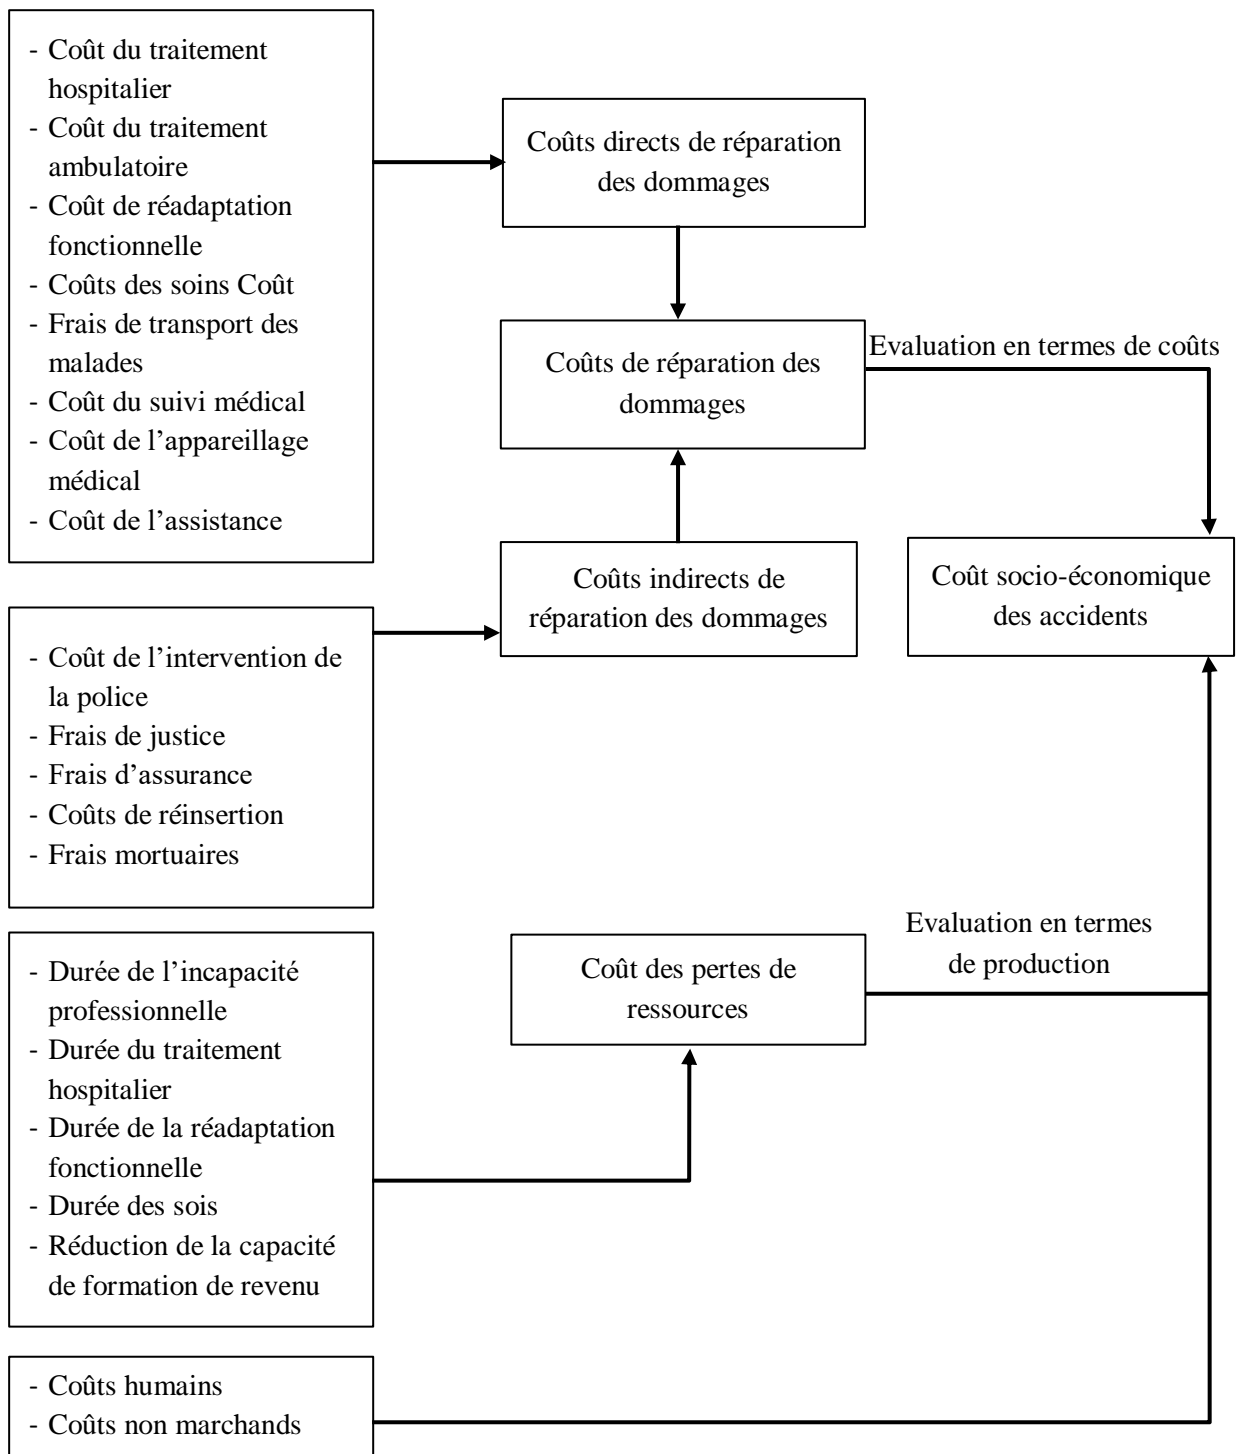 - Coût du traitement
hospitalier
- Coût du traitement
ambulatoire
- Coût de réadaptation
fonctionnelle
- Coûts des soins Coût
- Frais de transport des
malades
- Coût du suivi médical
- Coût de l’appareillage
médical
- Coût de l’assistance
Coûts directs de réparation
des dommages
Coûts de réparation des
dommages
Evaluation en termes de coûts
Coûts indirects de
réparation des dommages
Coût socio-économique
des accidents
- Coût de l’intervention de
la police
- Frais de justice
- Frais d’assurance
- Coûts de réinsertion
- Frais mortuaires
- Durée de l’incapacité
professionnelle
- Durée du traitement
hospitalier
- Durée de la réadaptation
fonctionnelle
- Durée des sois
- Réduction de la capacité
de formation de revenu
Coût des pertes de
ressources
Evaluation en termes
de production
- Coûts humains
- Coûts non marchands